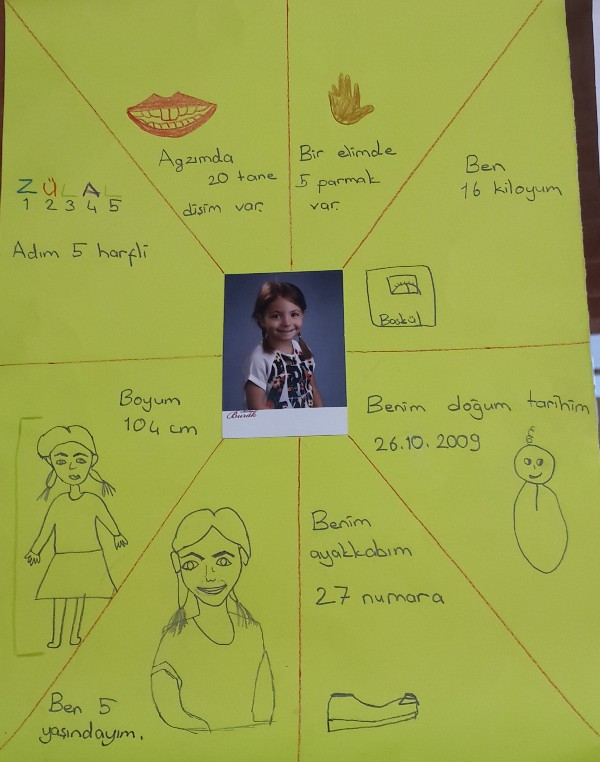 Agzımda
20 tane
dişim var.
Bir elimde
5 parmak
var.
Ben
16 kiloyum
ZÜLAL
1 2 3 4 5
Adım 5 harfli
Baskül
Boyum
104 cm
Burak
Benim doğum tarihim
26.10.2009
Benim
ayakkabım
27 numara
Ben 5
yaşındayım.